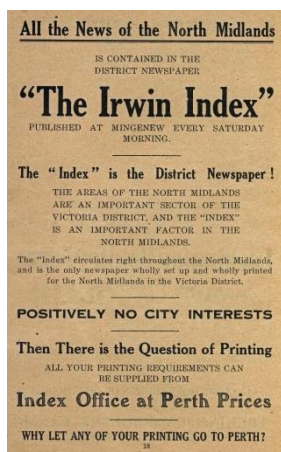 All the News of the North Midlands
IS CONTAINED IN THE
DISTRICT NEWSPAPER
“The Irwin Index”
PUBLISHED AT MINGENEW EVERY SATURDAY
MORNING.
The “Index” is the District Newspaper!
THE AREAS OF THE NORTH MIDLANDS
ARE AN IMPORTANT SECTOR OF THE
VICTORIA DISTRICT, AND THE “INDEX”
IS AN IMPORTANT FACTOR IN THE
NORTH MIDLANDS.
The “Index” circulates right throughout the North Midlands,
and is the only newspaper wholly set up and wholly printed
for the North Midlands in the Victoria District.
POSITIVELY NO CITY INTERESTS
Then There is the Question of Printing
ALL YOUR PRINTING REQUIREMENTS CAN
BE SUPPLIED FROM
Index Office at Perth Prices
WHY LET ANY OF YOUR PRINTING GO TO PERTH?
38